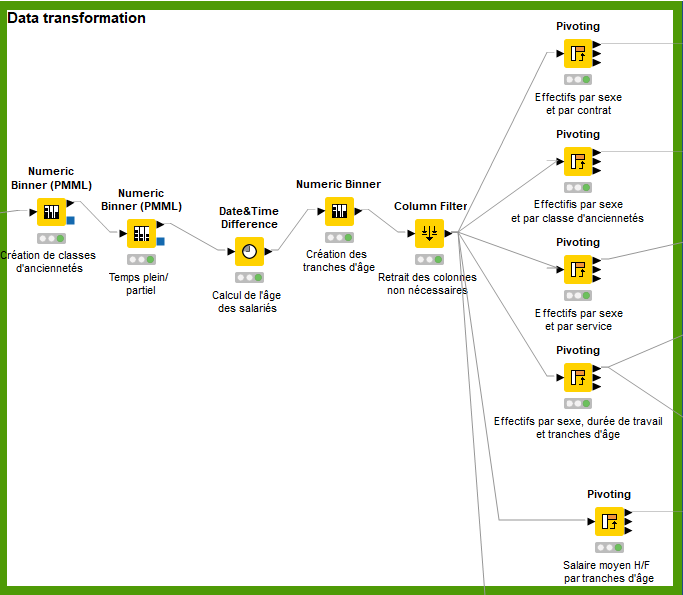 Data transformation
Numeric
Binner (PMML)
Création de classes
d'anciennetés
Numeric
Binner (PMML)
Temps plein/
partiel
Date&Time
Difference
Calcul de l'âge
des salariés
Numeric Binner
Création des
tranches d'âge
Column Filter
Retrait des colonnes
non nécessaires
Pivoting
Effectifs par sexe
et par contrat
Pivoting
Effectifis par sexe
et par classe d'anciennetés
Pivoting
Effectifs par sexe
et par service
Pivoting
Effectifs par sexe, durée de travail
et tranches d'âge
Pivoting
Salaire moyen H/F
par tranches d'âge